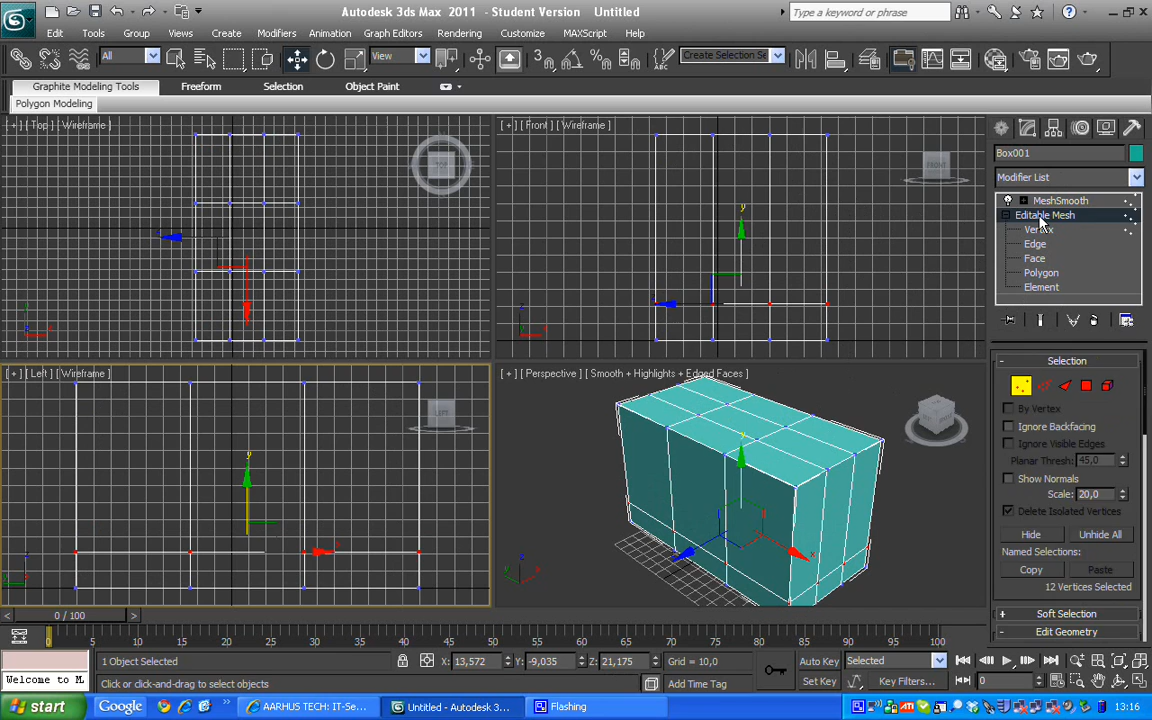 Autodesk 3ds Max 2011 - Student Version Untitled
Type a keyword or phrase
Edit Tools Group Views Create Modifiers Animation Graph Editors Rendering Customize MAXScript Help
All View Create Selection Se
Graphite Modeling Tools Freeform Selection Object Paint
Polygon Modeling
[ + ] [ Top ] [ Wireframe ]
TOP
[ + ] [ Front ] [ Wireframe ]
FRONT
Box001
Modifier List
MeshSmooth
Editable Mesh
Vertex
Edge
Face
Polygon
Element
[ + ] [ Left ] [ Wireframe ]
LEFT
[ + ] [ Perspective ] [ Smooth + Highlights + Edged Faces ]
Selection
By Vertex
Ignore Backfacing
Ignore Visible Edges
Planar Thresh: 45,0
Show Normals
Scale: 20,0
Delete Isolated Vertices
Hide Unhide All
Named Selections:
Copy Paste
12 Vertices Selected
Soft Selection
Edit Geometry
0 / 100
0 5 10 15 20 25 30 35 40 45 50 55 60 65 70 75 80 85 90 95 100
1 Object Selected X: 13,572 Y: -9,035 Z: 21,175 Grid = 10,0 Auto Key Selected
Welcome to M. Click or click-and-drag to select objects Add Time Tag Set Key Key Filters... 0
start Google AARHUS TECH: IT-Se... Untitled - Autodesk 3... Flashing 13:16